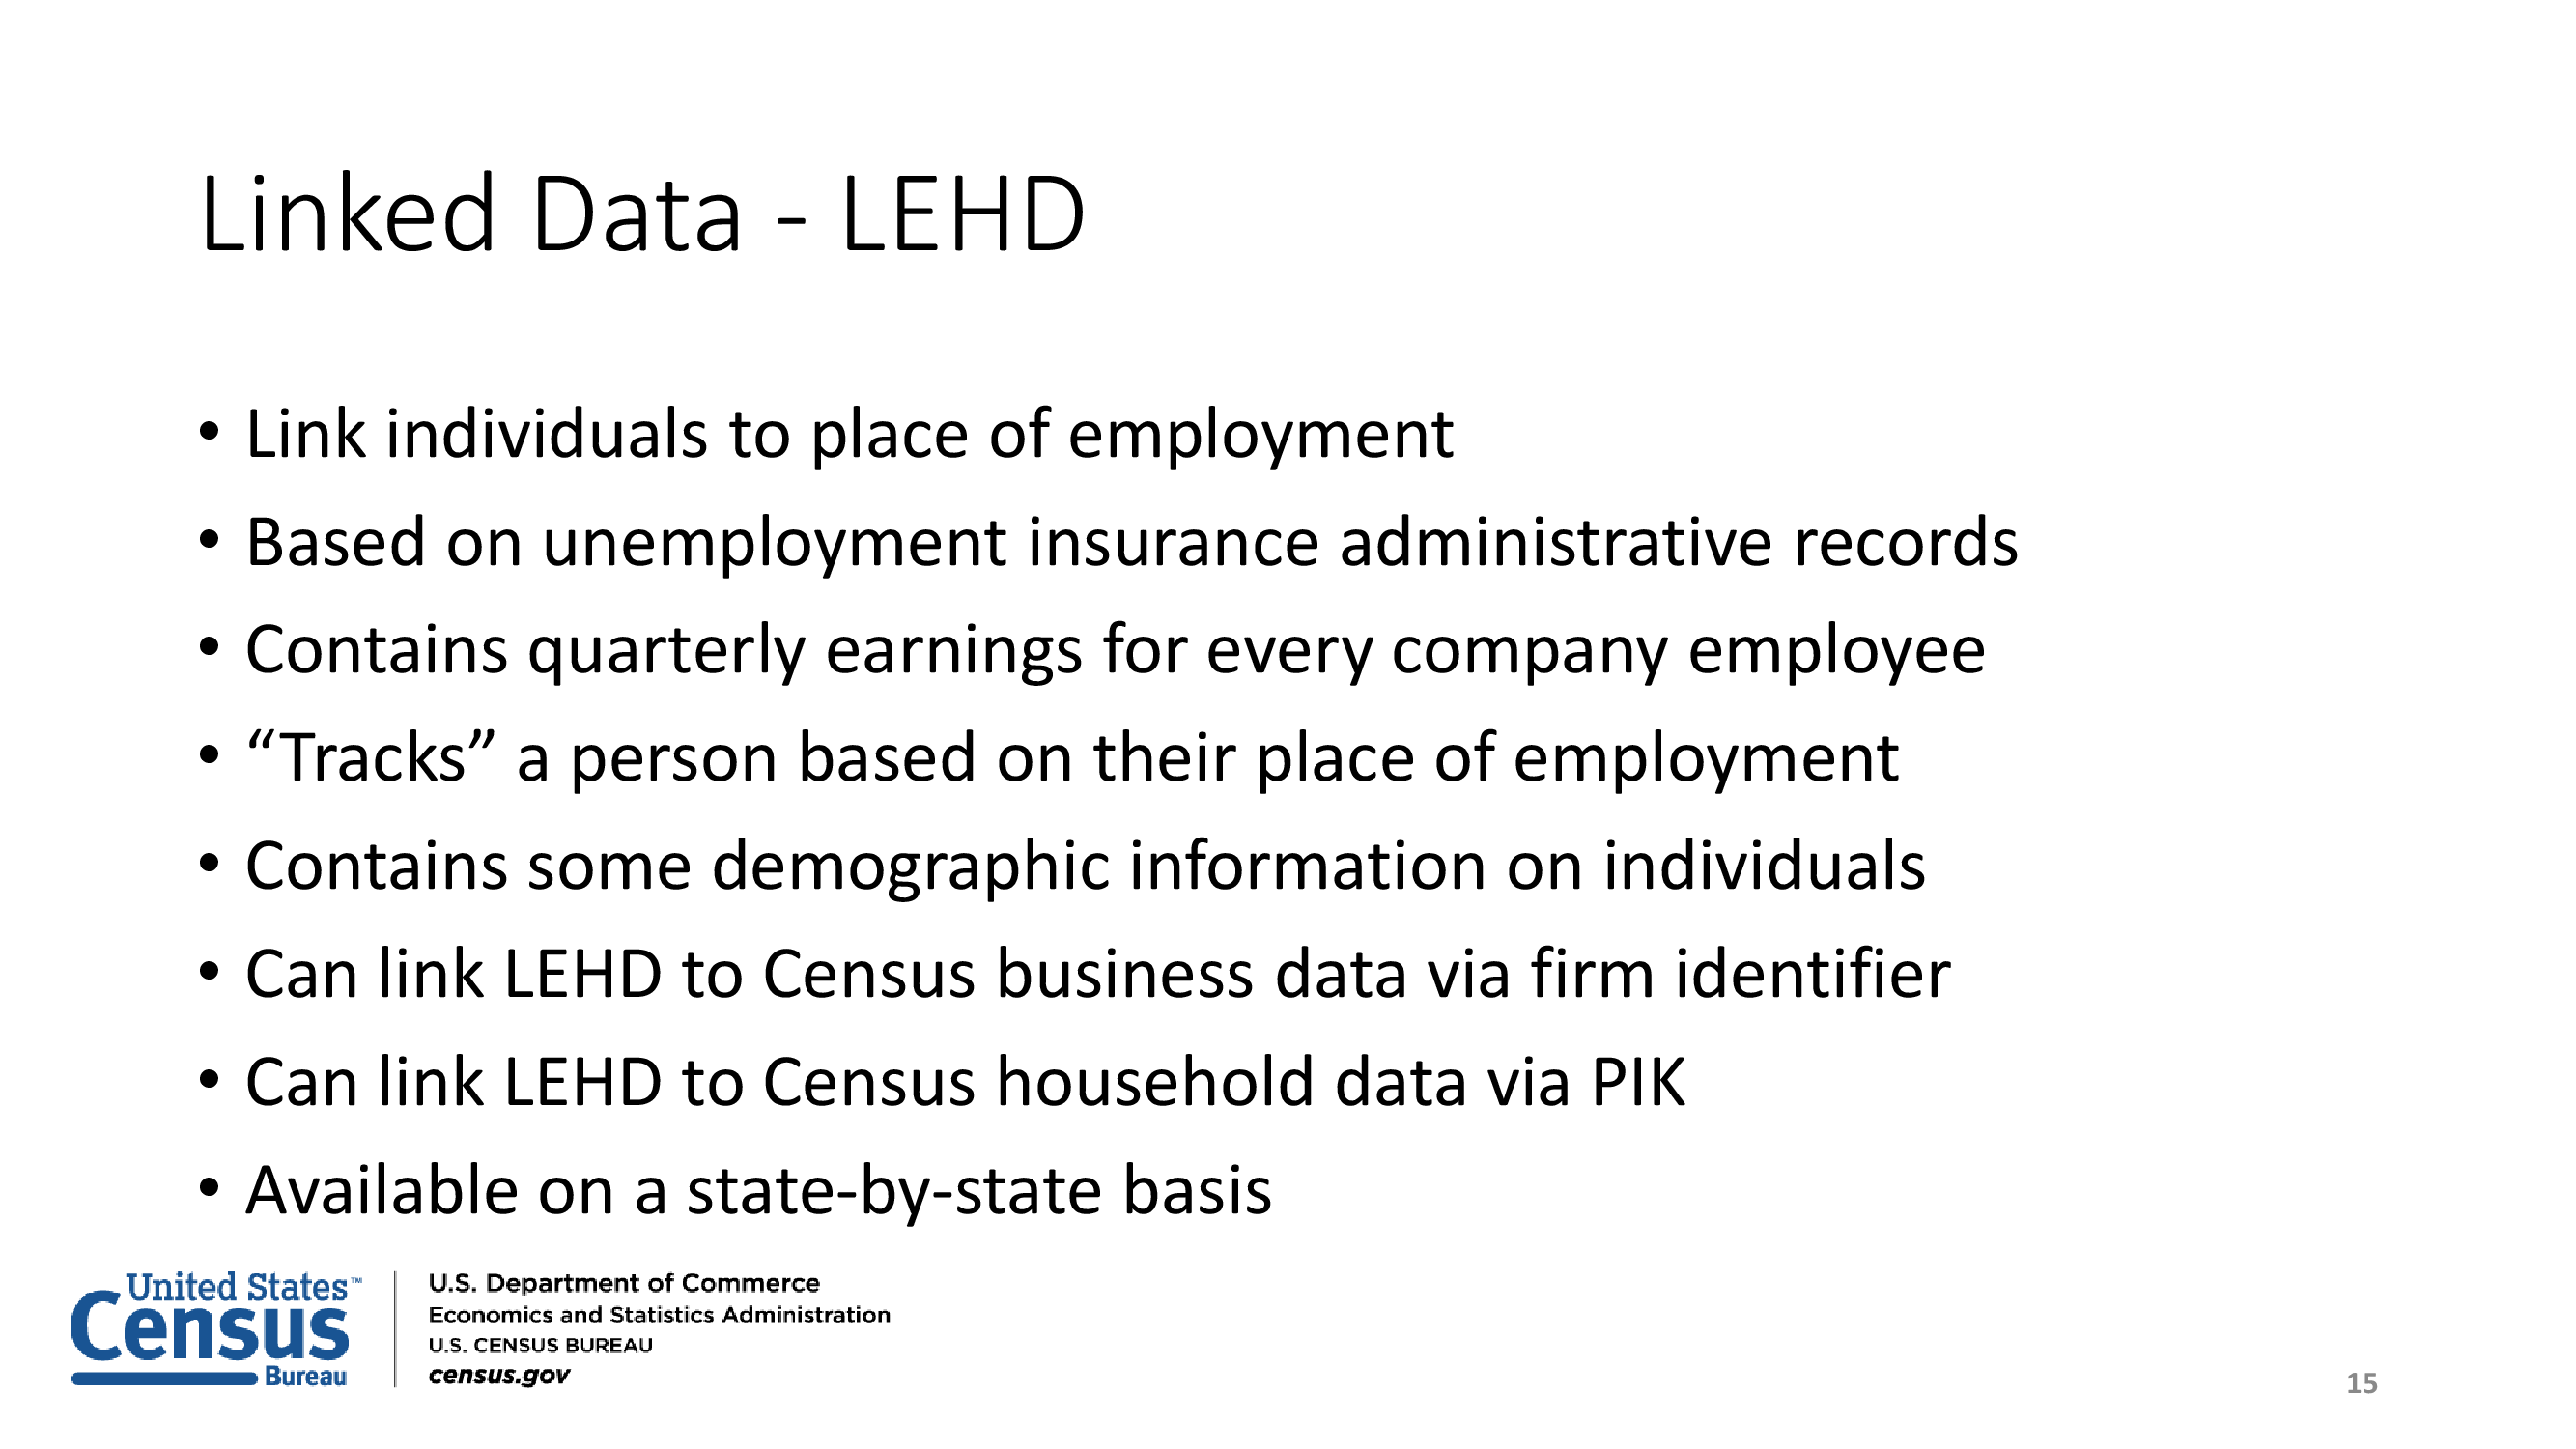 Linked Data - LEHD
• Link individuals to place of employment
• Based on unemployment insurance administrative records
• Contains quarterly earnings for every company employee
• “Tracks” a person based on their place of employment
• Contains some demographic information on individuals
• Can link LEHD to Census business data via firm identifier
• Can link LEHD to Census household data via PIK
• Available on a state-by-state basis
United States™
Census
Bureau
U.S. Department of Commerce
Economics and Statistics Administration
U.S. CENSUS BUREAU
census.gov
15